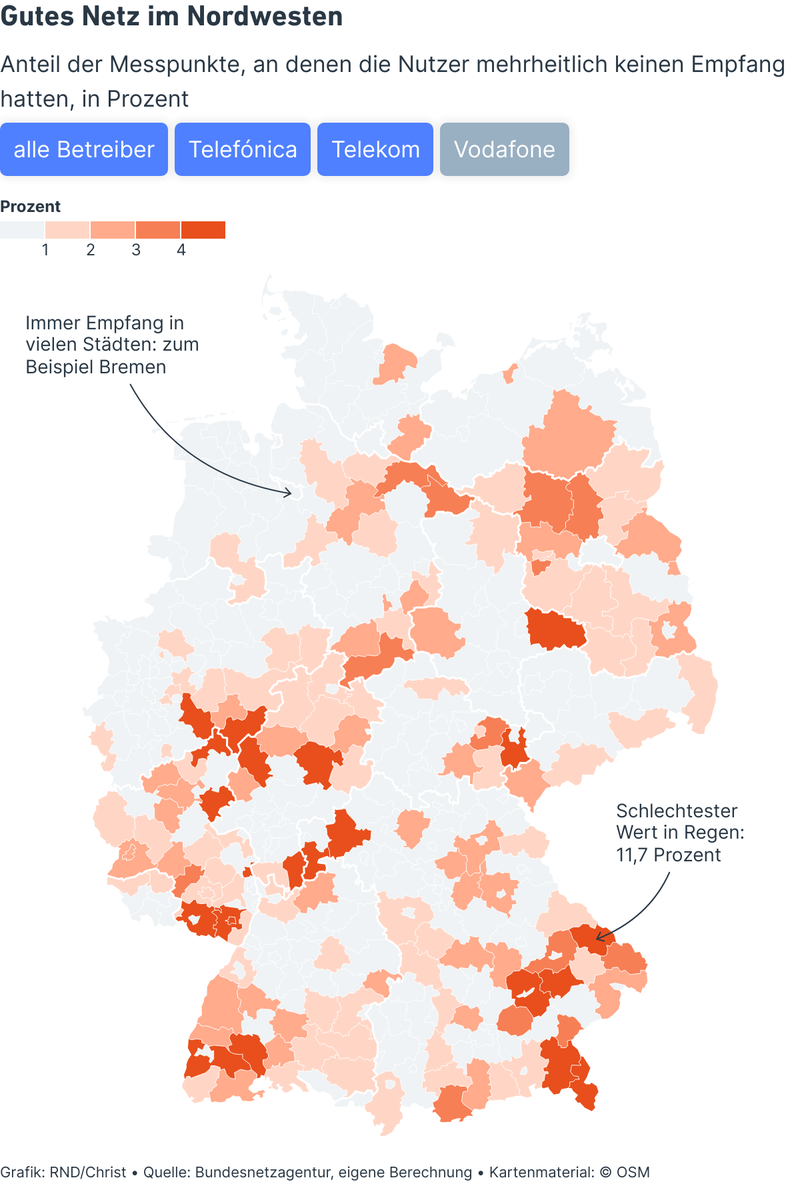 Gutes Netz im Nordwesten
Anteil der Messpunkte, an denen die Nutzer mehrheitlich keinen Empfang
hatten, in Prozent
alle Betreiber Telefónica Telekom Vodafone
Prozent
1 2 3 4
Immer Empfang in
vielen Städten: zum
Beispiel Bremen
Schlechtester
Wert in Regen:
11,7 Prozent
Grafik: RND/Christ • Quelle: Bundesnetzagentur, eigene Berechnung • Kartenmaterial: © OSM